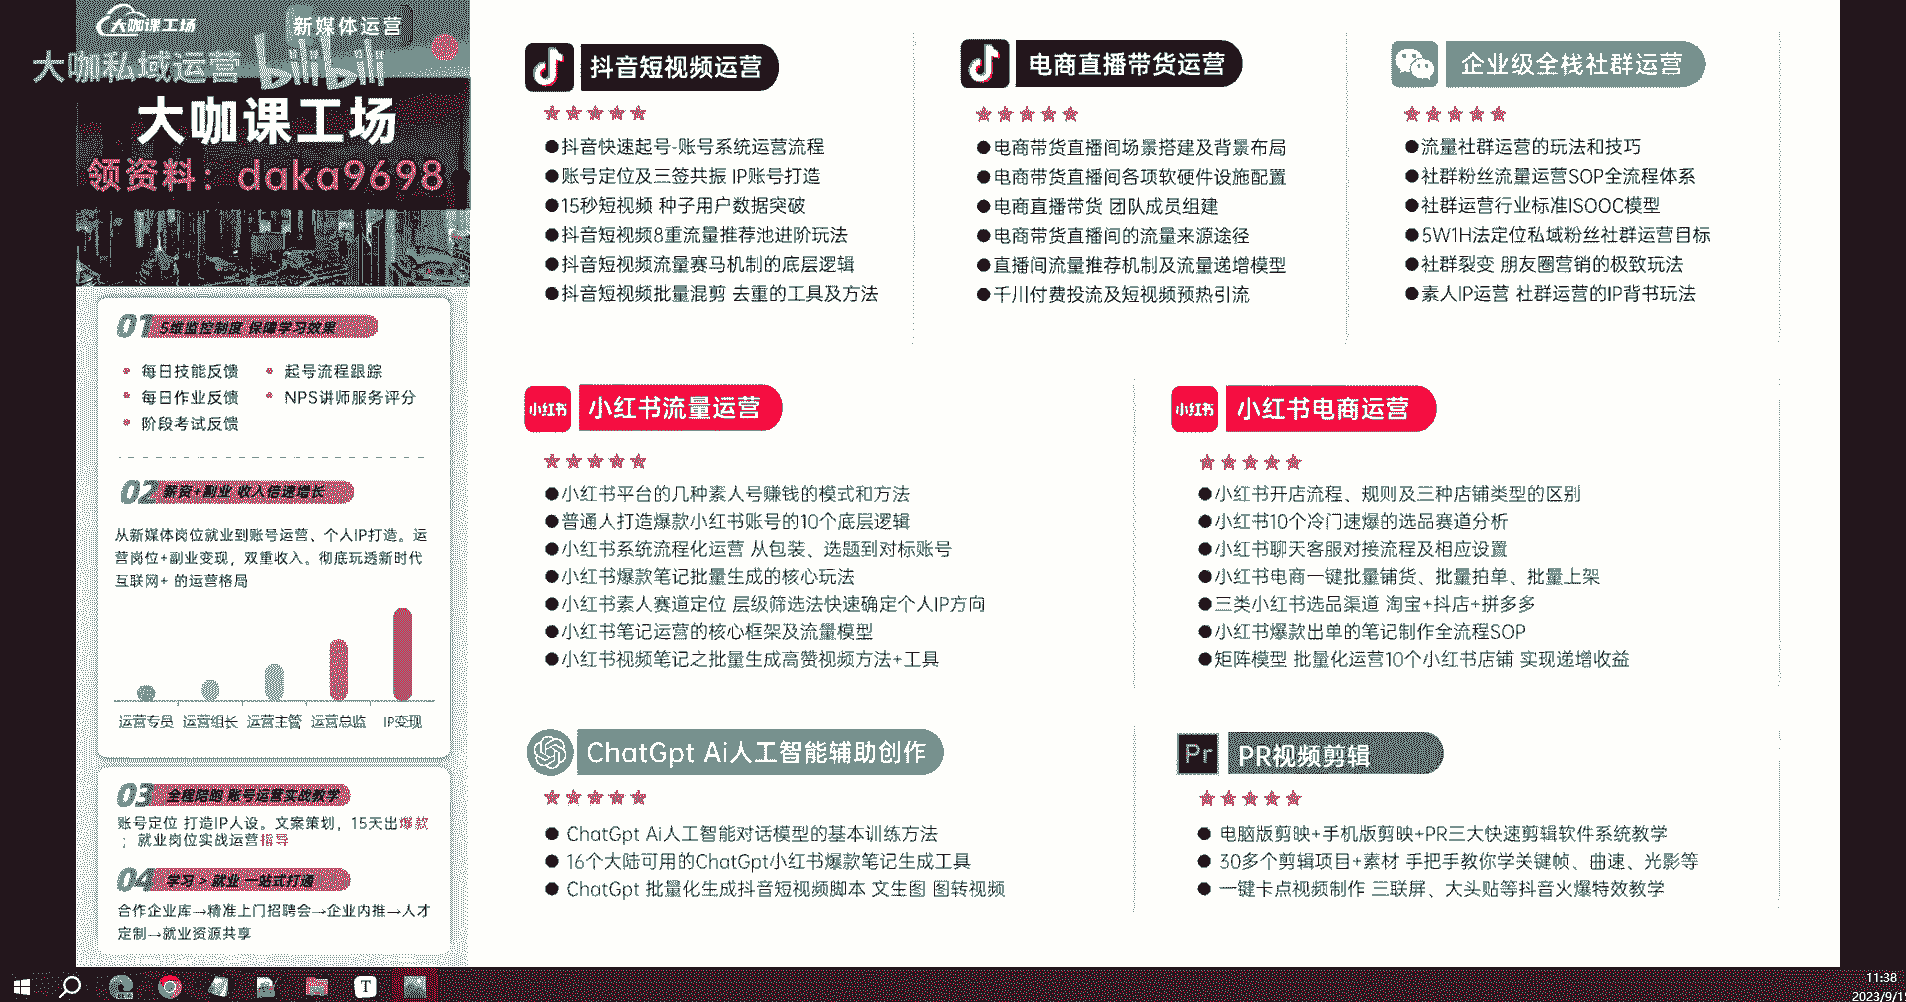 大咖课工场
新媒体运营
大咖私域运营 bilibili
大咖课工场
领资料：daka9698
01 5维监控制度 保障学习效果
每日技能反馈
起号流程跟踪
每日作业反馈
NPS讲师服务评分
阶段考试反馈
02 薪资+副业 收入倍速增长
从新媒体岗位就业到账号运营、个人IP打造。运
营岗位+副业变现，双重收入。彻底玩透新时代
互联网+ 的运营格局
运营专员 运营组长 运营主管 运营总监 IP变现
03 全程陪跑 账号运营实战教学
账号定位 打造IP人设。文案策划，15天出爆款
；就业岗位实战运营指导
04 学习>就业 一站式打通
合作企业库→精准上门招聘会→企业内推→人才
定制→就业资源共享
抖音短视频运营
●抖音快速起号-账号系统运营流程
●账号定位及三签共振 IP账号打造
●15秒短视频 种子用户数据突破
●抖音短视频8重流量推荐池进阶玩法
●抖音短视频流量赛马机制的底层逻辑
●抖音短视频批量混剪 去重的工具及方法
电商直播带货运营
●电商带货直播间场景搭建及背景布局
●电商带货直播间各项软硬件设施配置
●电商直播带货 团队成员组建
●电商带货直播间的流量来源途径
●直播间流量推荐机制及流量递增模型
●千川付费投流及短视频预热引流
企业级全栈社群运营
●流量社群运营的玩法和技巧
●社群粉丝流量运营SOP全流程体系
●社群运营行业标准ISOOC模型
●5W1H法定位私域粉丝社群运营目标
●社群裂变 朋友圈营销的极致玩法
●素人IP运营 社群运营的IP背书玩法
小红书 小红书流量运营
●小红书平台的几种素人号赚钱的模式和方法
●普通人打造爆款小红书账号的10个底层逻辑
●小红书系统流程化运营 从包装、选题到对标账号
●小红书爆款笔记批量生成的核心玩法
●小红书素人赛道定位 层级筛选法快速确定个人IP方向
●小红书笔记运营的核心框架及流量模型
●小红书视频笔记之批量生成高赞视频方法+工具
小红书 小红书电商运营
●小红书开店流程、规则及三种店铺类型的区别
●小红书10个冷门速爆的选品赛道分析
●小红书聊天客服对接流程及相应设置
●小红书电商一键批量铺货、批量拍单、批量上架
●三类小红书选品渠道 淘宝+抖店+拼多多
●小红书爆款出单的笔记制作全流程SOP
●矩阵模型 批量化运营10个小红书店铺 实现递增收益
ChatGpt Ai人工智能辅助创作
● ChatGpt Ai人工智能对话模型的基本训练方法
● 16个大陆可用的ChatGpt小红书爆款笔记生成工具
● ChatGpt 批量化生成抖音短视频脚本 文生图 图转视频
Pr PR视频剪辑
● 电脑版剪映+手机版剪映+PR三大快速剪辑软件系统教学
● 30多个剪辑项目+素材 手把手教你学关键帧、曲速、光影等
● 一键卡点视频制作 三联屏、大头贴等抖音火爆特效教学
T
11:38
2023/9/1